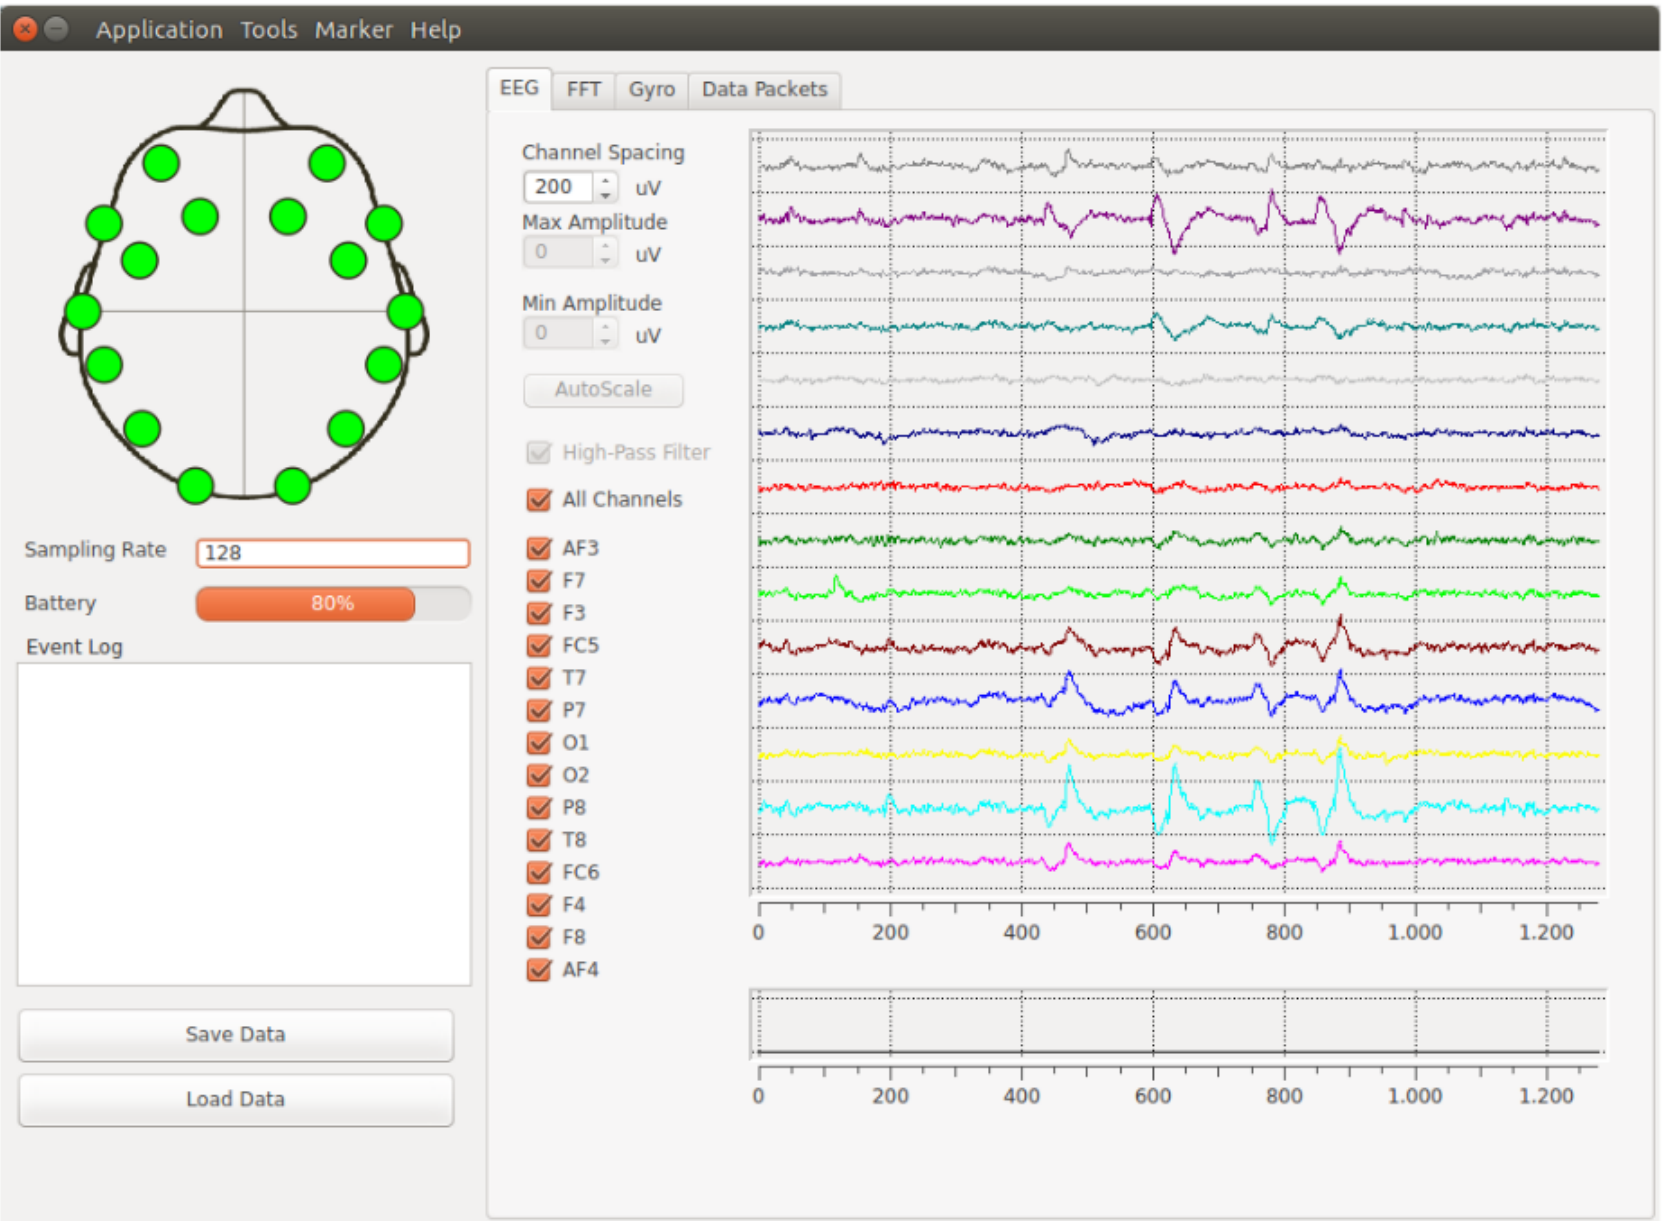 Application Tools Marker Help
EEG FFT Gyro Data Packets
Channel Spacing
200 uV
Max Amplitude
0 uV
Min Amplitude
0 uV
AutoScale
High-Pass Filter
All Channels
AF3
F7
F3
FC5
T7
P7
O1
O2
P8
T8
FC6
F4
F8
AF4
Sampling Rate 128
Battery 80%
Event Log
Save Data
Load Data
0 200 400 600 800 1.000 1.200
0 200 400 600 800 1.000 1.200